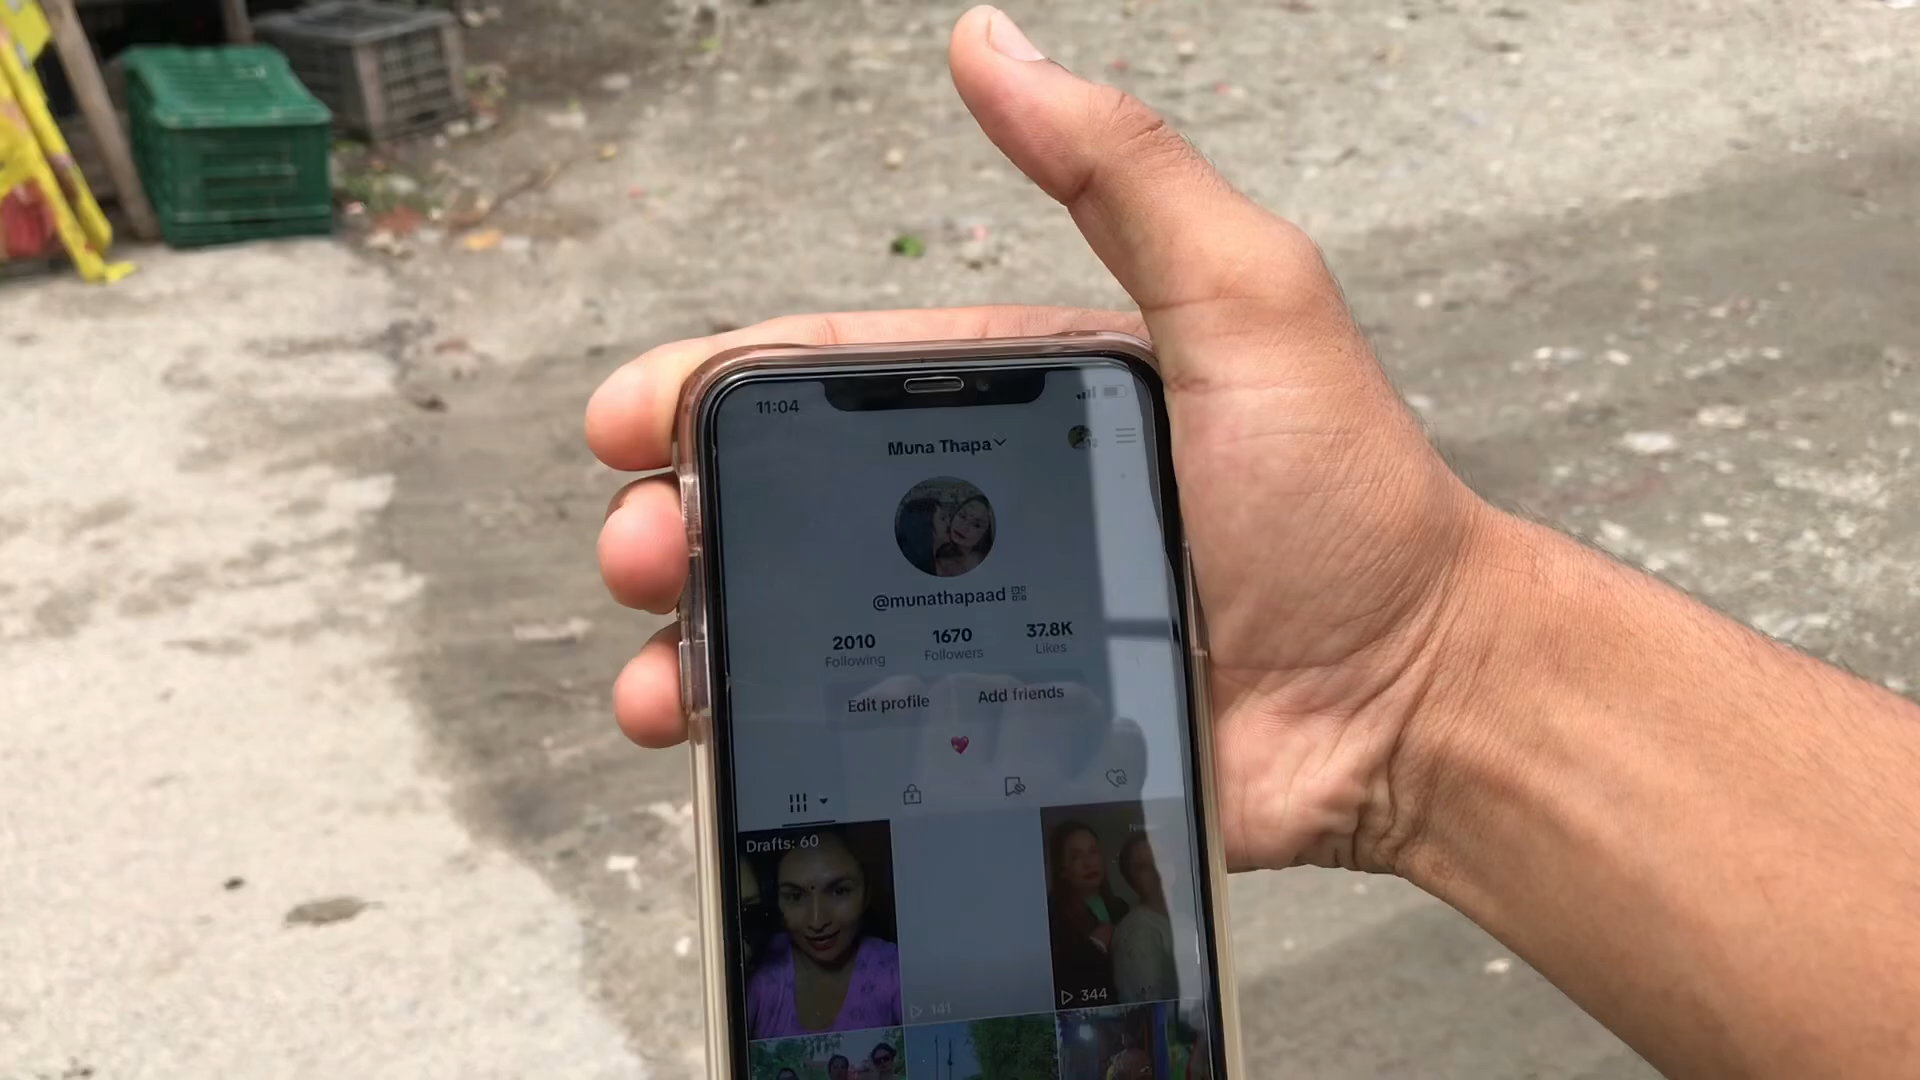 11:04
Muna Thapa
@munathapaad
2010 1670 37.8K
Following Followers Likes
Edit profile Add friends
Drafts: 60
141
344